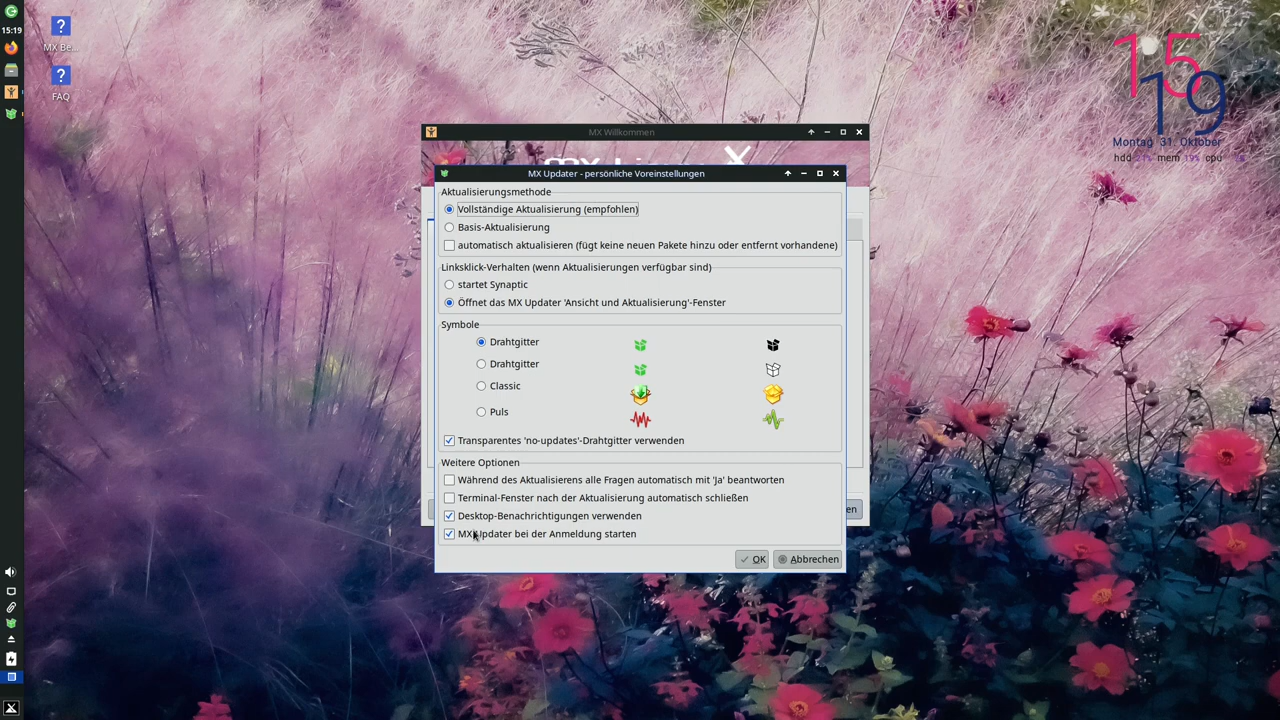 15:19
MX Be...
FAQ
15
19
Montag 31. Oktober
hdd 21% mem 19% cpu
MX Willkommen
MX Updater - persönliche Voreinstellungen
Aktualisierungsmethode
Vollständige Aktualisierung (empfohlen)
Basis-Aktualisierung
automatisch aktualisieren (fügt keine neuen Pakete hinzu oder entfernt vorhandene)
Linksklick-Verhalten (wenn Aktualisierungen verfügbar sind)
startet Synaptic
Öffnet das MX Updater 'Ansicht und Aktualisierung'-Fenster
Symbole
Drahtgitter
Drahtgitter
Classic
Puls
Transparentes 'no-updates'-Drahtgitter verwenden
Weitere Optionen
Während des Aktualisierens alle Fragen automatisch mit 'Ja' beantworten
Terminal-Fenster nach der Aktualisierung automatisch schließen
Desktop-Benachrichtigungen verwenden
MX Updater bei der Anmeldung starten
en
OK
Abbrechen